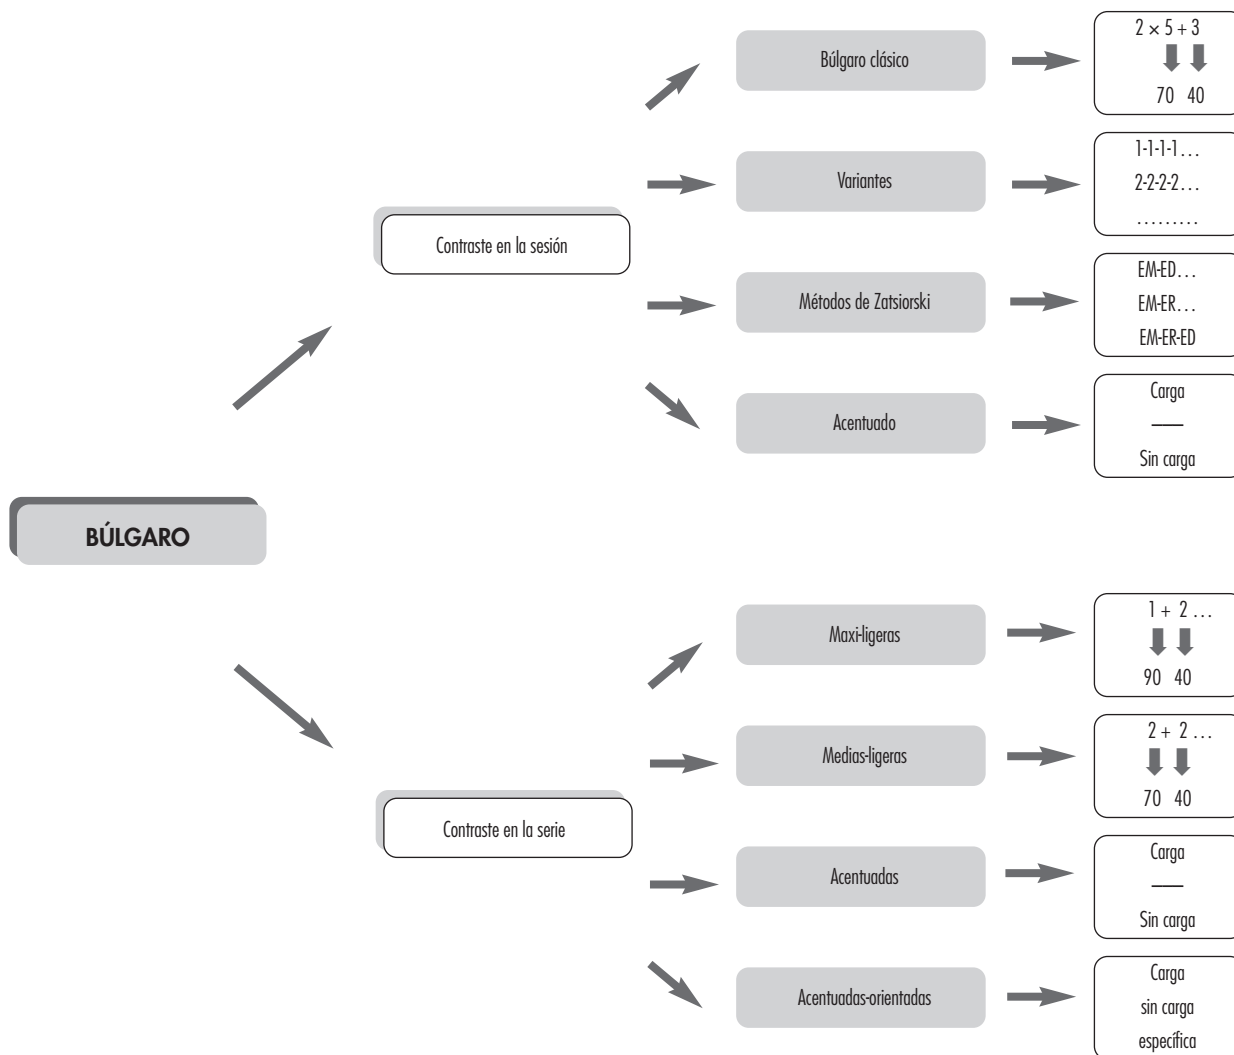 BÚLGARO
Contraste en la sesión
Búlgaro clásico
2 × 5 + 3
70 40
Variantes
1-1-1-1...
2-2-2-2...
.........
Métodos de Zatsiorski
EM-ED...
EM-ER...
EM-ER-ED
Acentuado
Carga
—
Sin carga
Contraste en la serie
Maxi-ligeras
1 + 2 ...
90 40
Medias-ligeras
2 + 2 ...
70 40
Acentuadas
Carga
—
Sin carga
Acentuadas-orientadas
Carga
sin carga
específica